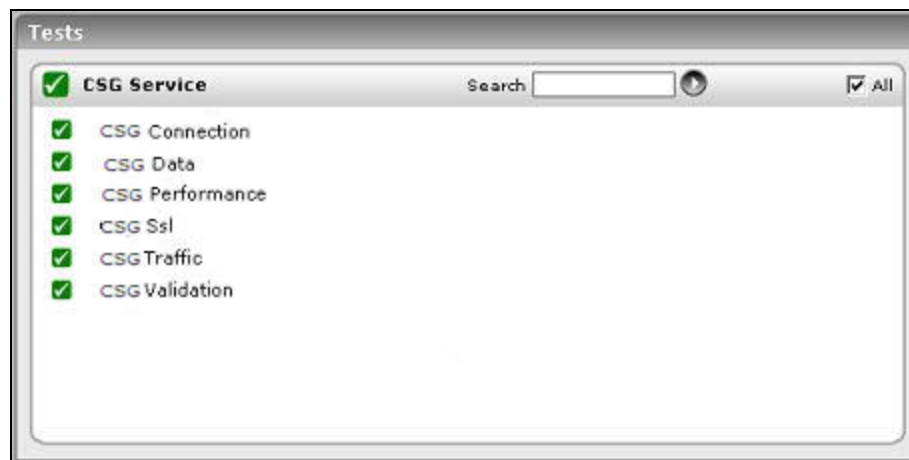 Tests
CSG Service Search All
CSG Connection
CSG Data
CSG Performance
CSG Ssl
CSG Traffic
CSG Validation